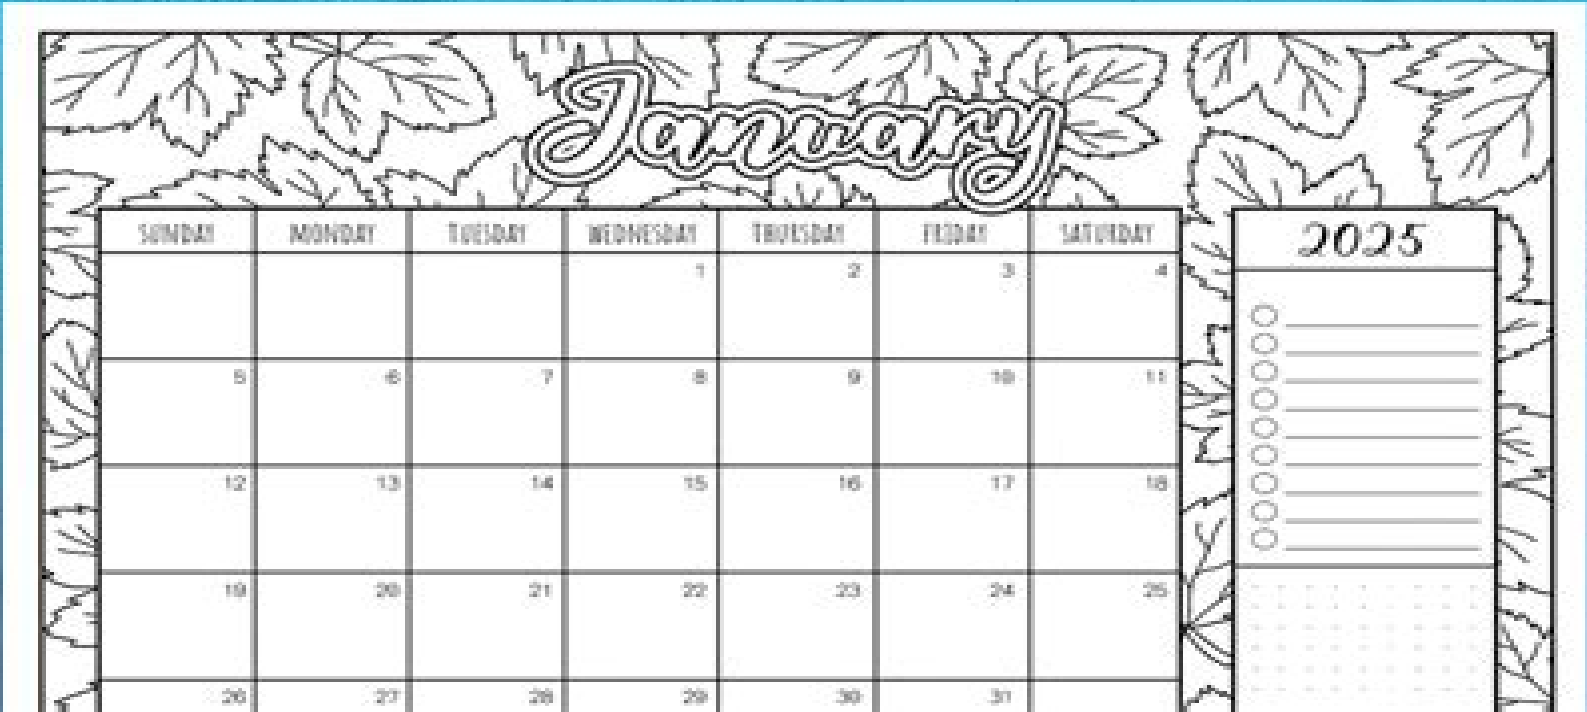 January
SUNDAY MONDAY TUESDAY WEDNESDAY THURSDAY FRIDAY SATURDAY
2025
1 2 3 4
5 6 7 8 9 10 11
12 13 14 15 16 17 18
19 20 21 22 23 24 25
26 27 28 29 30 31